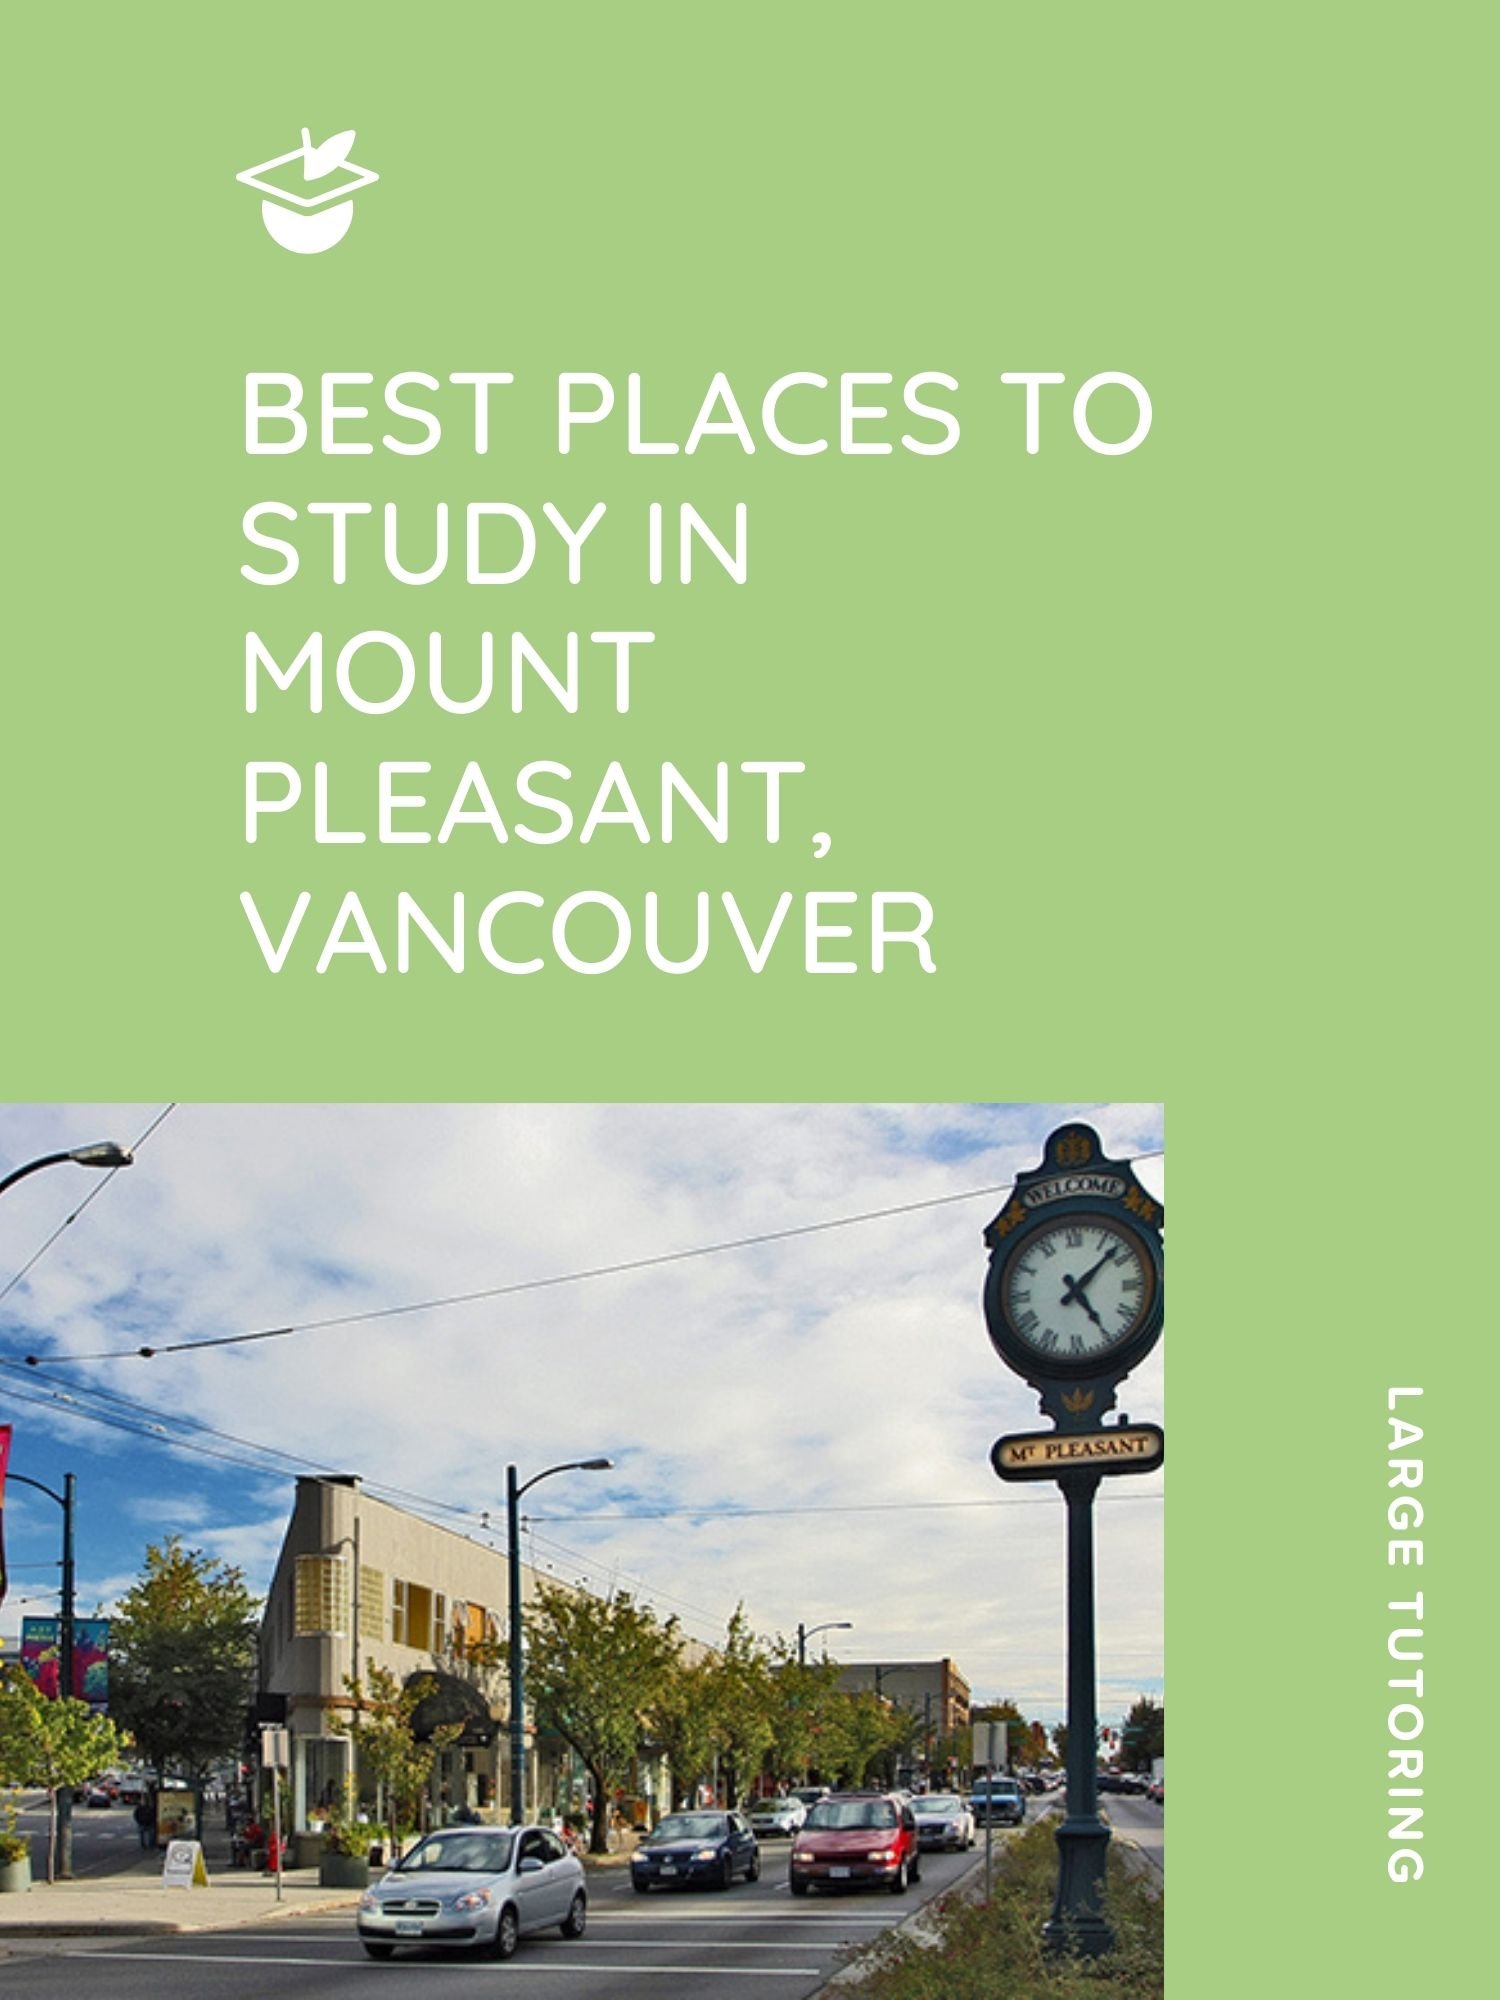 BEST PLACES TO
STUDY IN
MOUNT
PLEASANT,
VANCOUVER
WELCOME
MT PLEASANT
LARGE TUTORING